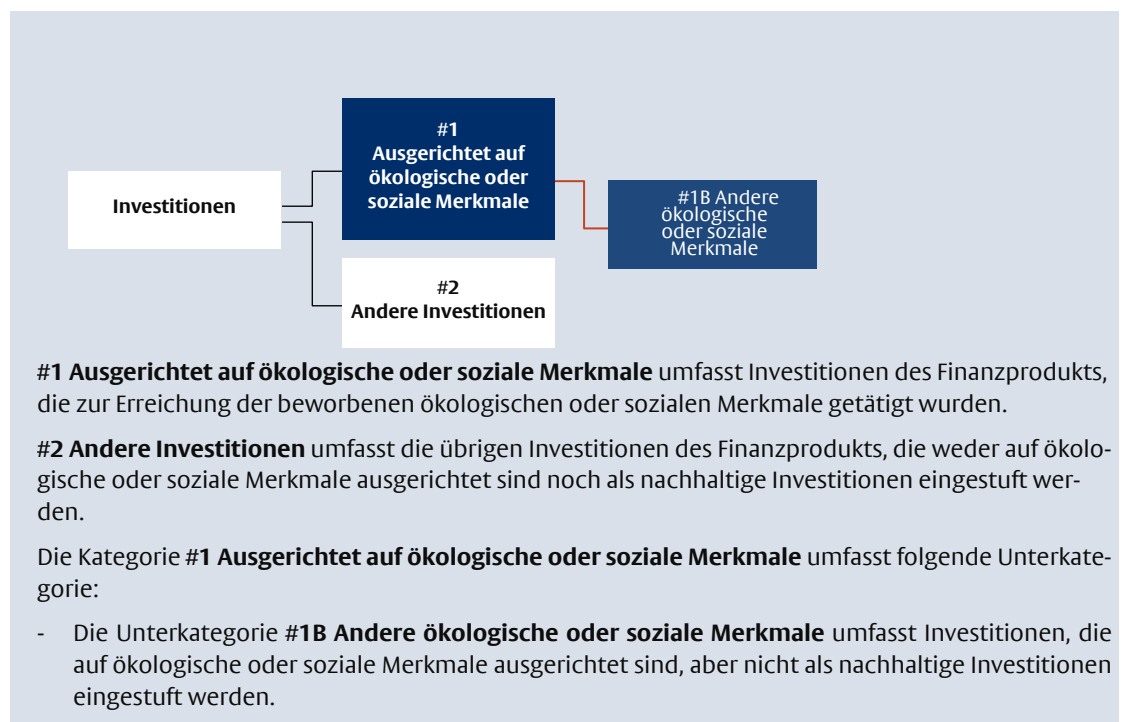 #1
Ausgerichtet auf
ökologische oder
soziale Merkmale
Investitionen
#1B Andere
ökologische
oder soziale
Merkmale
#2
Andere Investitionen
#1 Ausgerichtet auf ökologische oder soziale Merkmale umfasst Investitionen des Finanzprodukts,
die zur Erreichung der beworbenen ökologischen oder sozialen Merkmale getätigt wurden.
#2 Andere Investitionen umfasst die übrigen Investitionen des Finanzprodukts, die weder auf ökolo-
gische oder soziale Merkmale ausgerichtet sind noch als nachhaltige Investitionen eingestuft wer-
den.
Die Kategorie #1 Ausgerichtet auf ökologische oder soziale Merkmale umfasst folgende Unterkate-
gorie:
- Die Unterkategorie #1B Andere ökologische oder soziale Merkmale umfasst Investitionen, die
auf ökologische oder soziale Merkmale ausgerichtet sind, aber nicht als nachhaltige Investitionen
eingestuft werden.